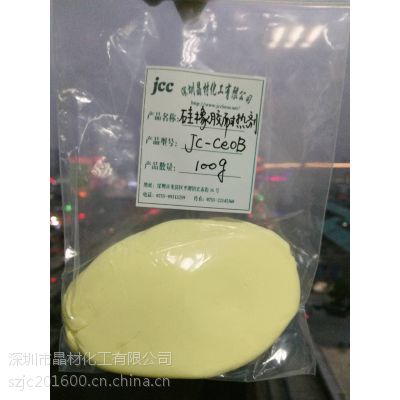 jcc
深圳晶材化工有限公司
产品名称:硅橡胶耐热剂
产品型号:JC-CeOB
产品数量:100g
深圳市晶材化工有限公司
szjc201600.cn.china.cn